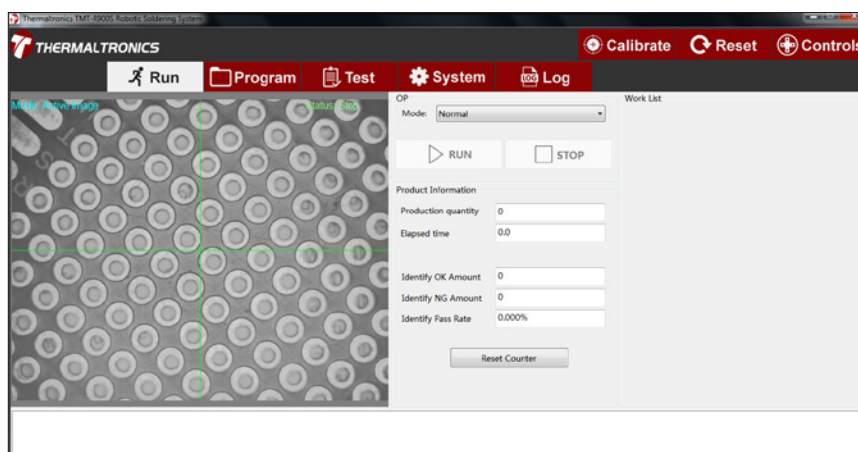 Thermaltronics TMT-R900S Robotic Soldering System
THERMALTRONICS
Calibrate Reset Controls
Run Program Test System Log
Mode: Active Image Status: Stop
OP
Mode: Normal
RUN STOP
Work List
Product Information
Production quantity 0
Elapsed time 0.0
Identify OK Amount 0
Identify NG Amount 0
Identify Pass Rate 0.000%
Reset Counter